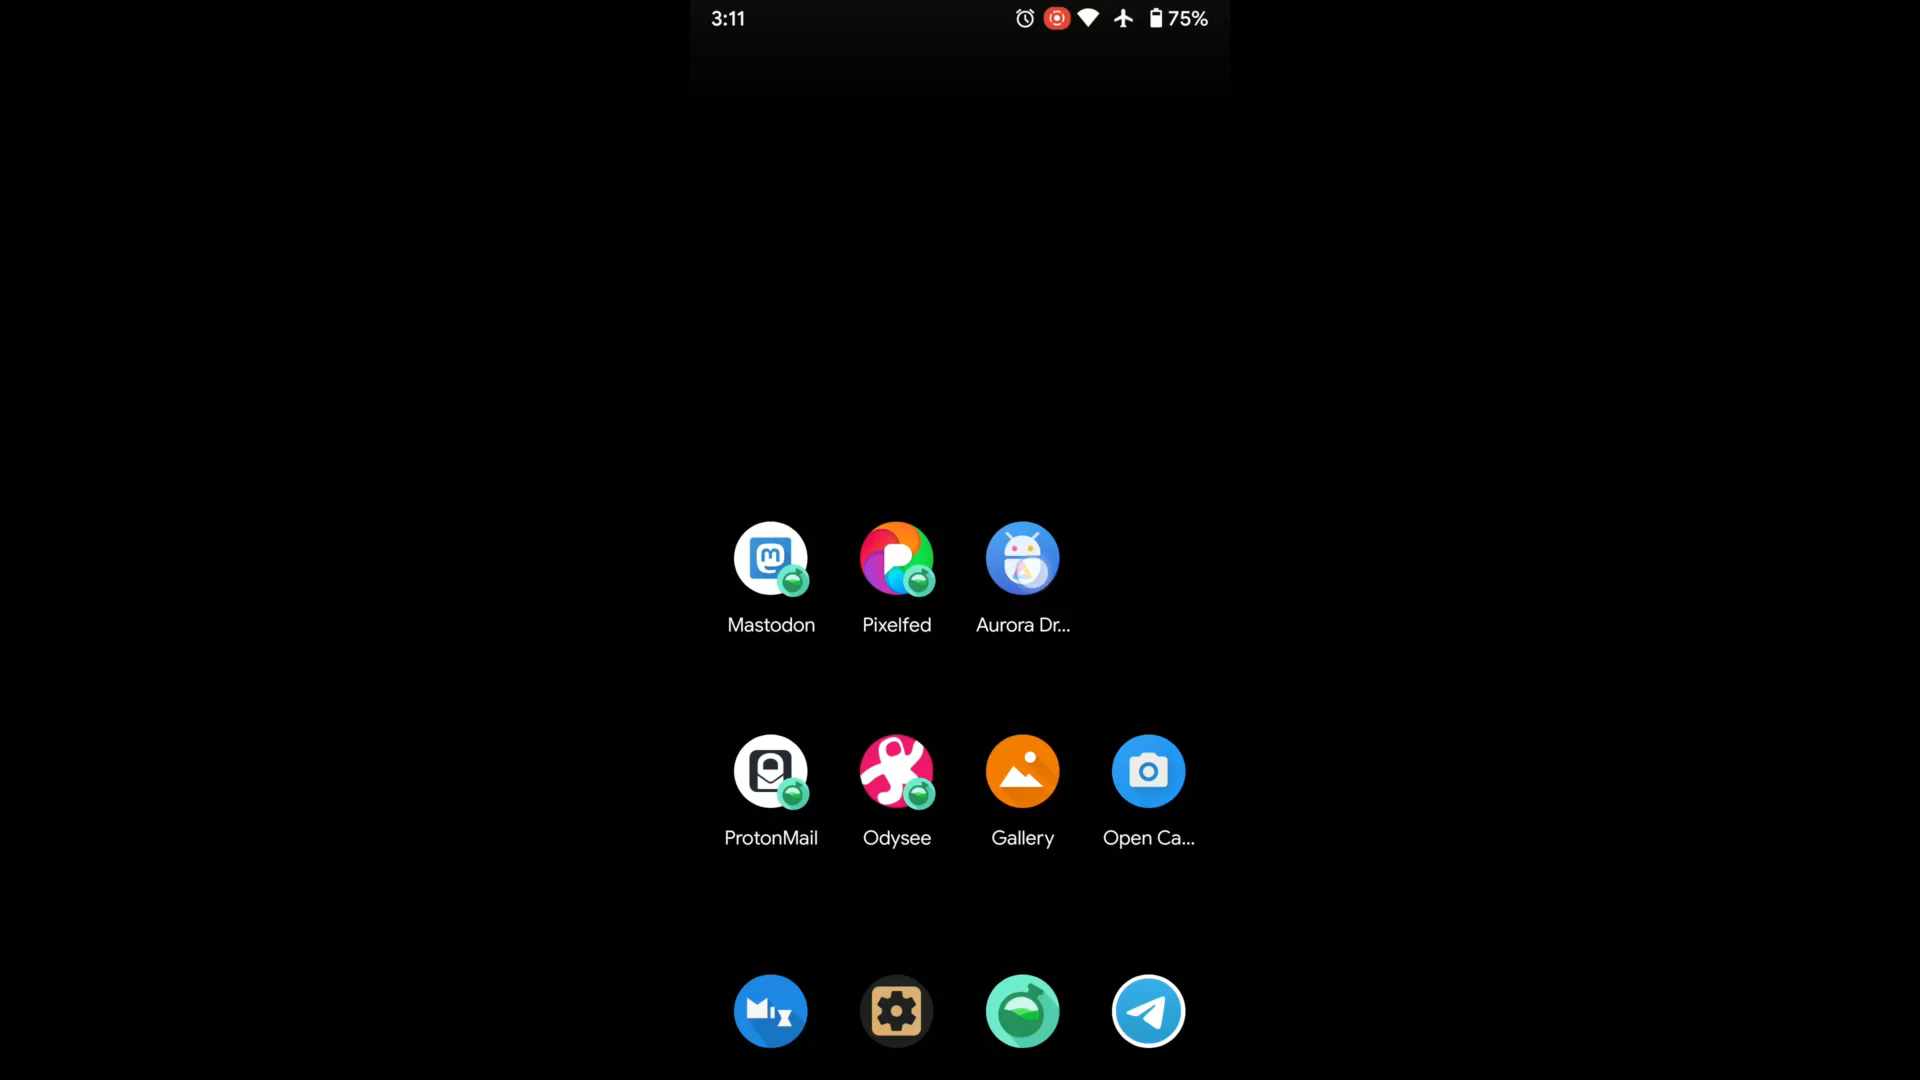 3:11
75%
Mastodon
Pixelfed
Aurora Dr...
ProtonMail
Odysee
Gallery
Open Ca...